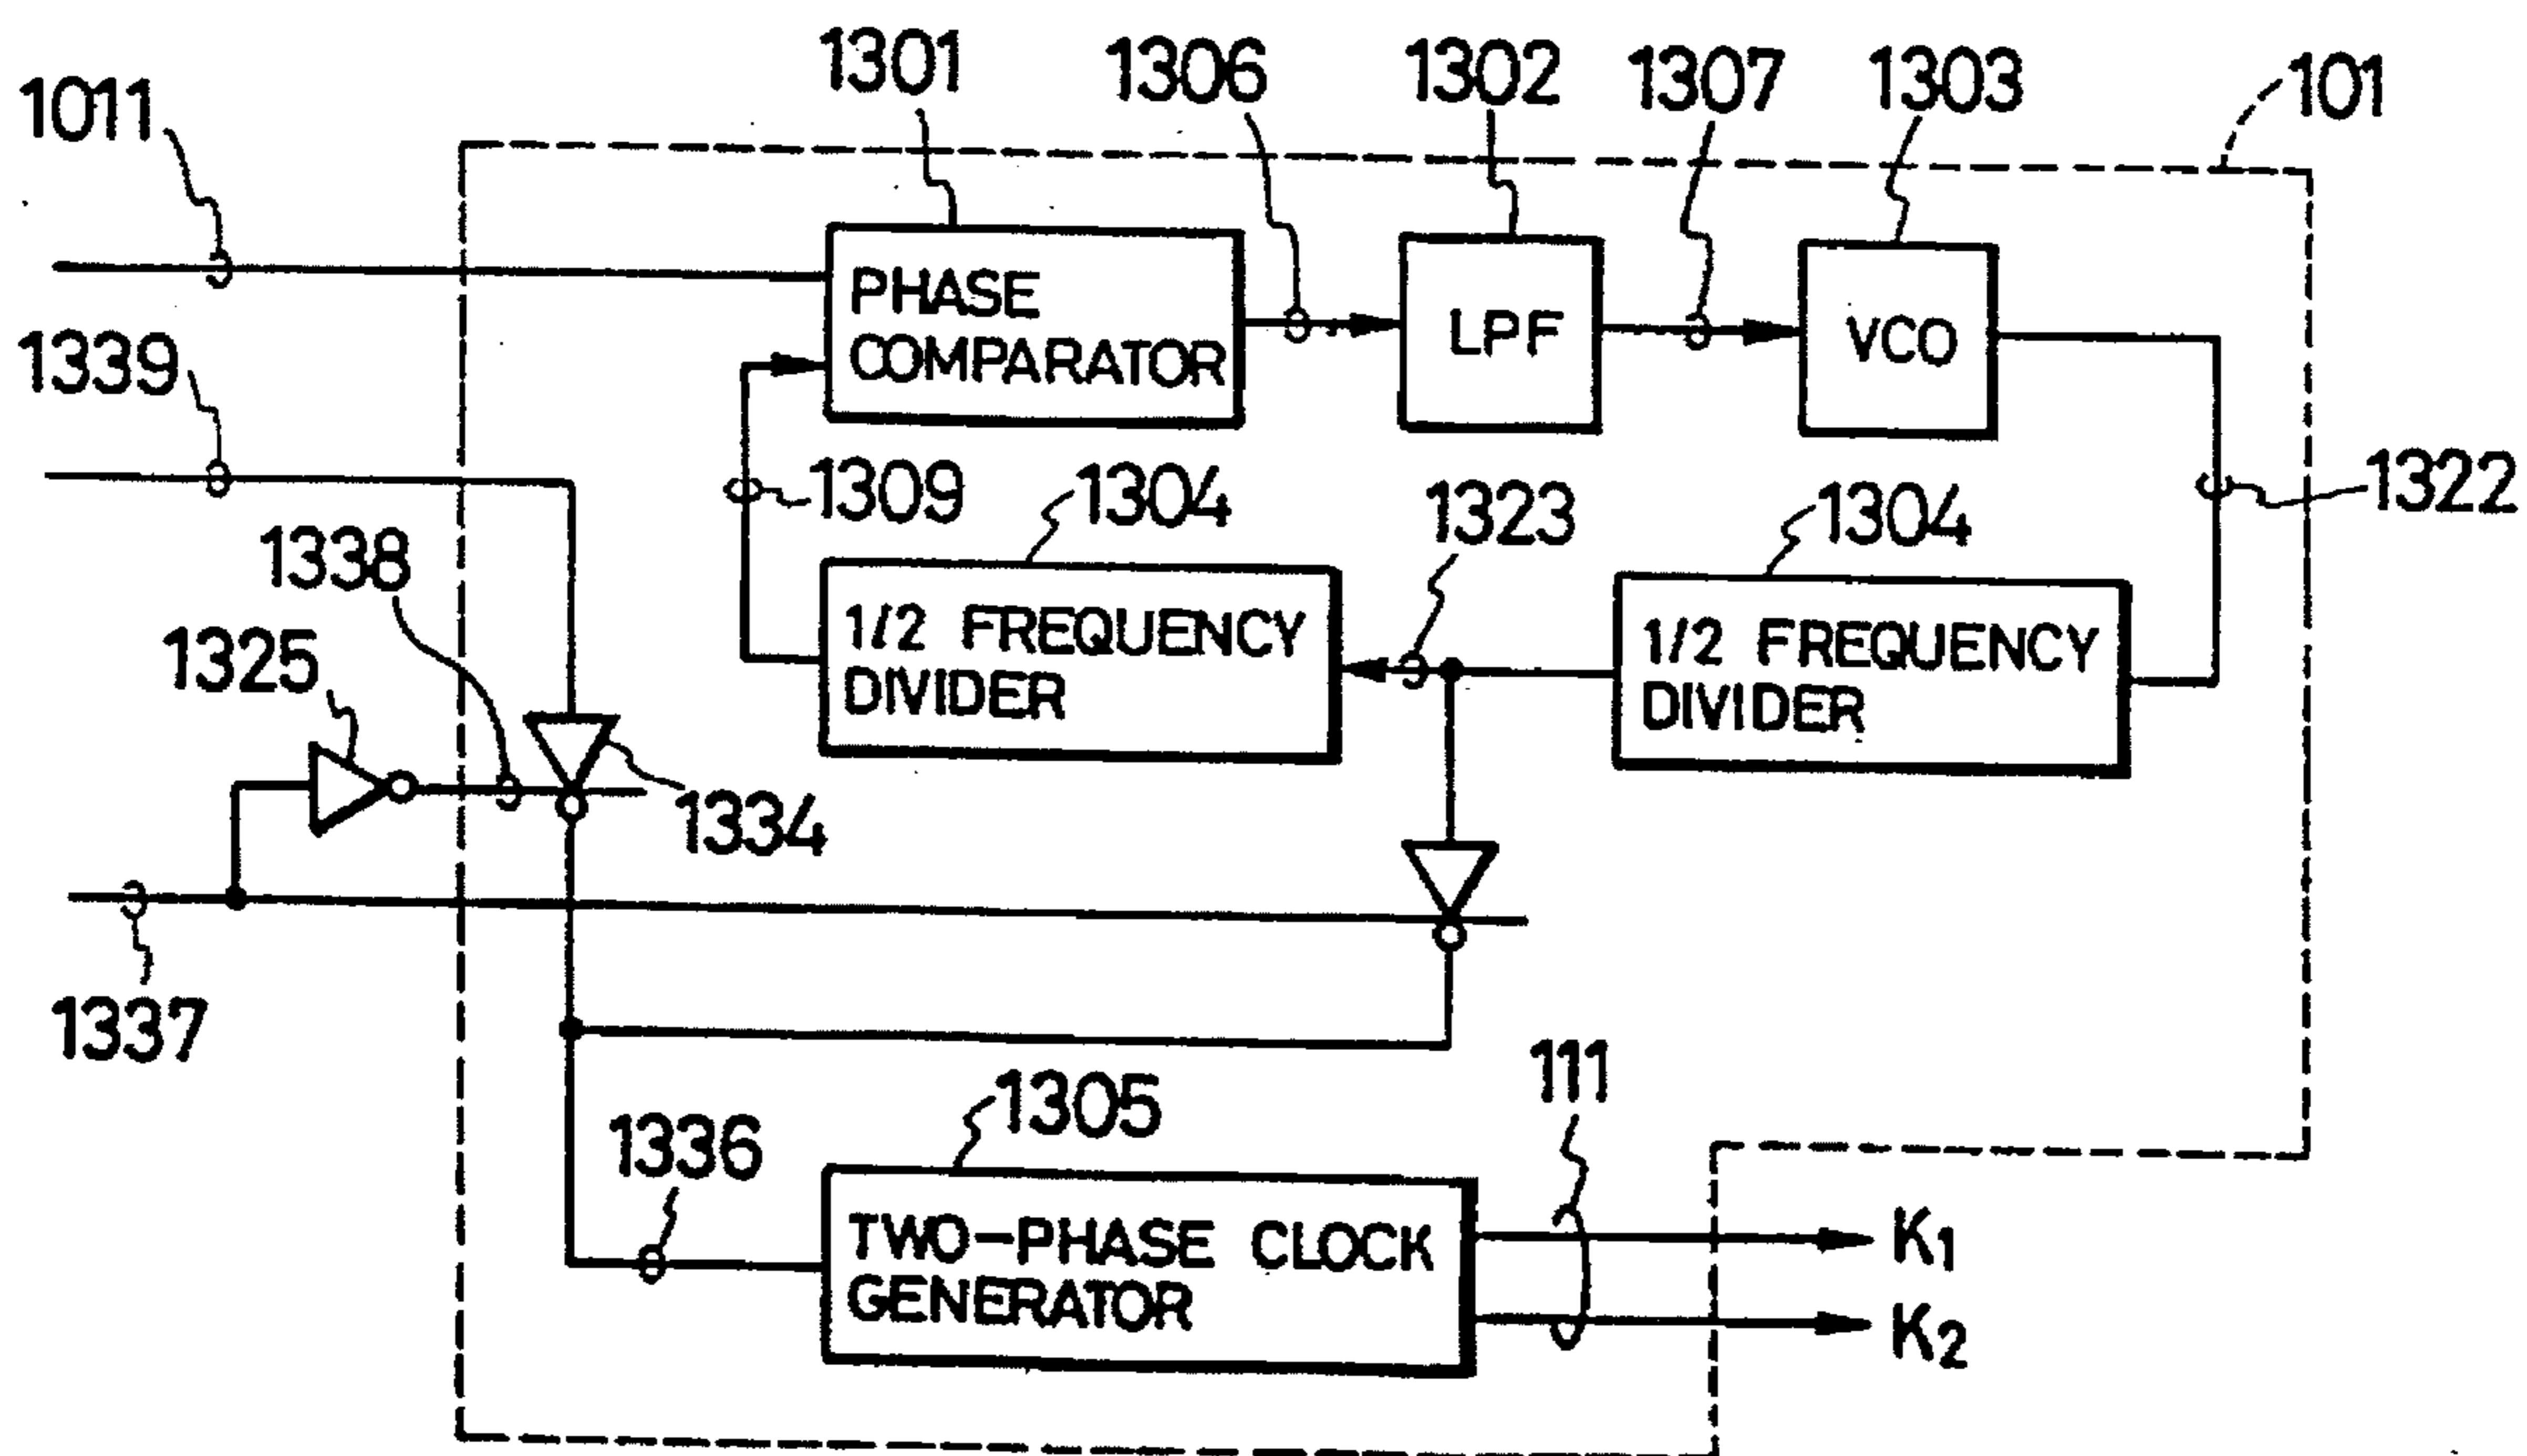 1301
1306
1302
1307
1303
101
1011
PHASE
COMPARATOR
LPF
VCO
1339
1309
1304
1323
1304
1322
1338
1/2 FREQUENCY
DIVIDER
1/2 FREQUENCY
DIVIDER
1325
1334
1337
111
1305
1336
TWO-PHASE CLOCK
GENERATOR
K1
K2